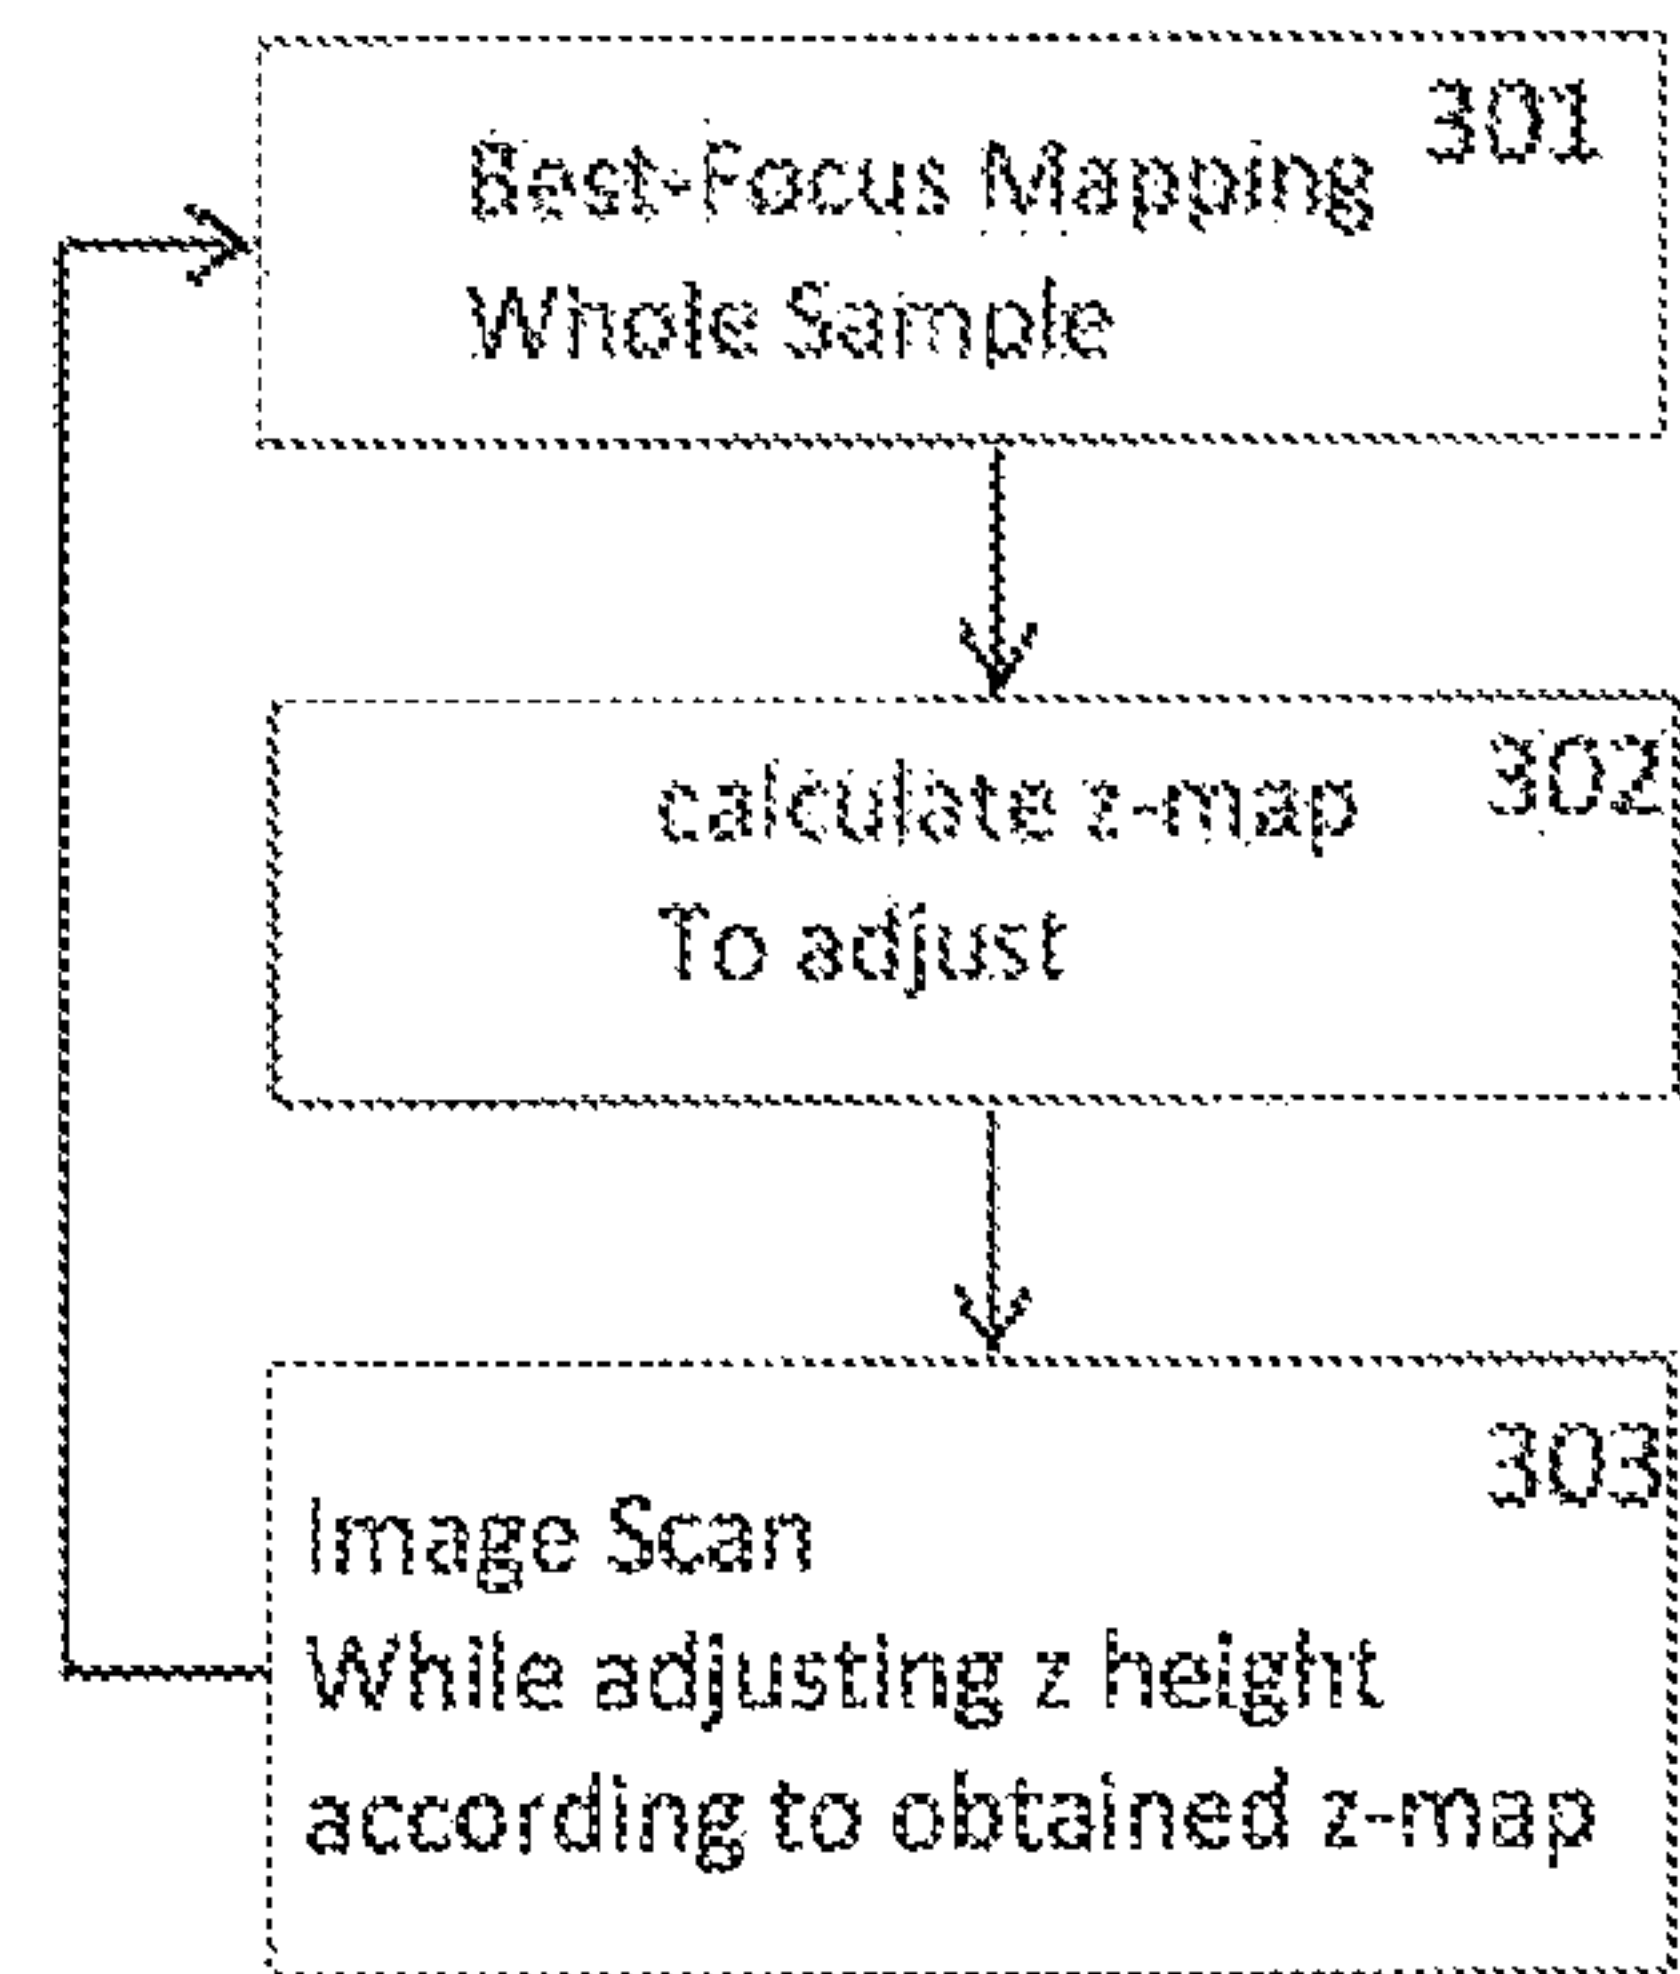 301
Best-Focus Mapping
Whole Sample
302
calculate z-map
To adjust
303
Image Scan
While adjusting z height
according to obtained z-map